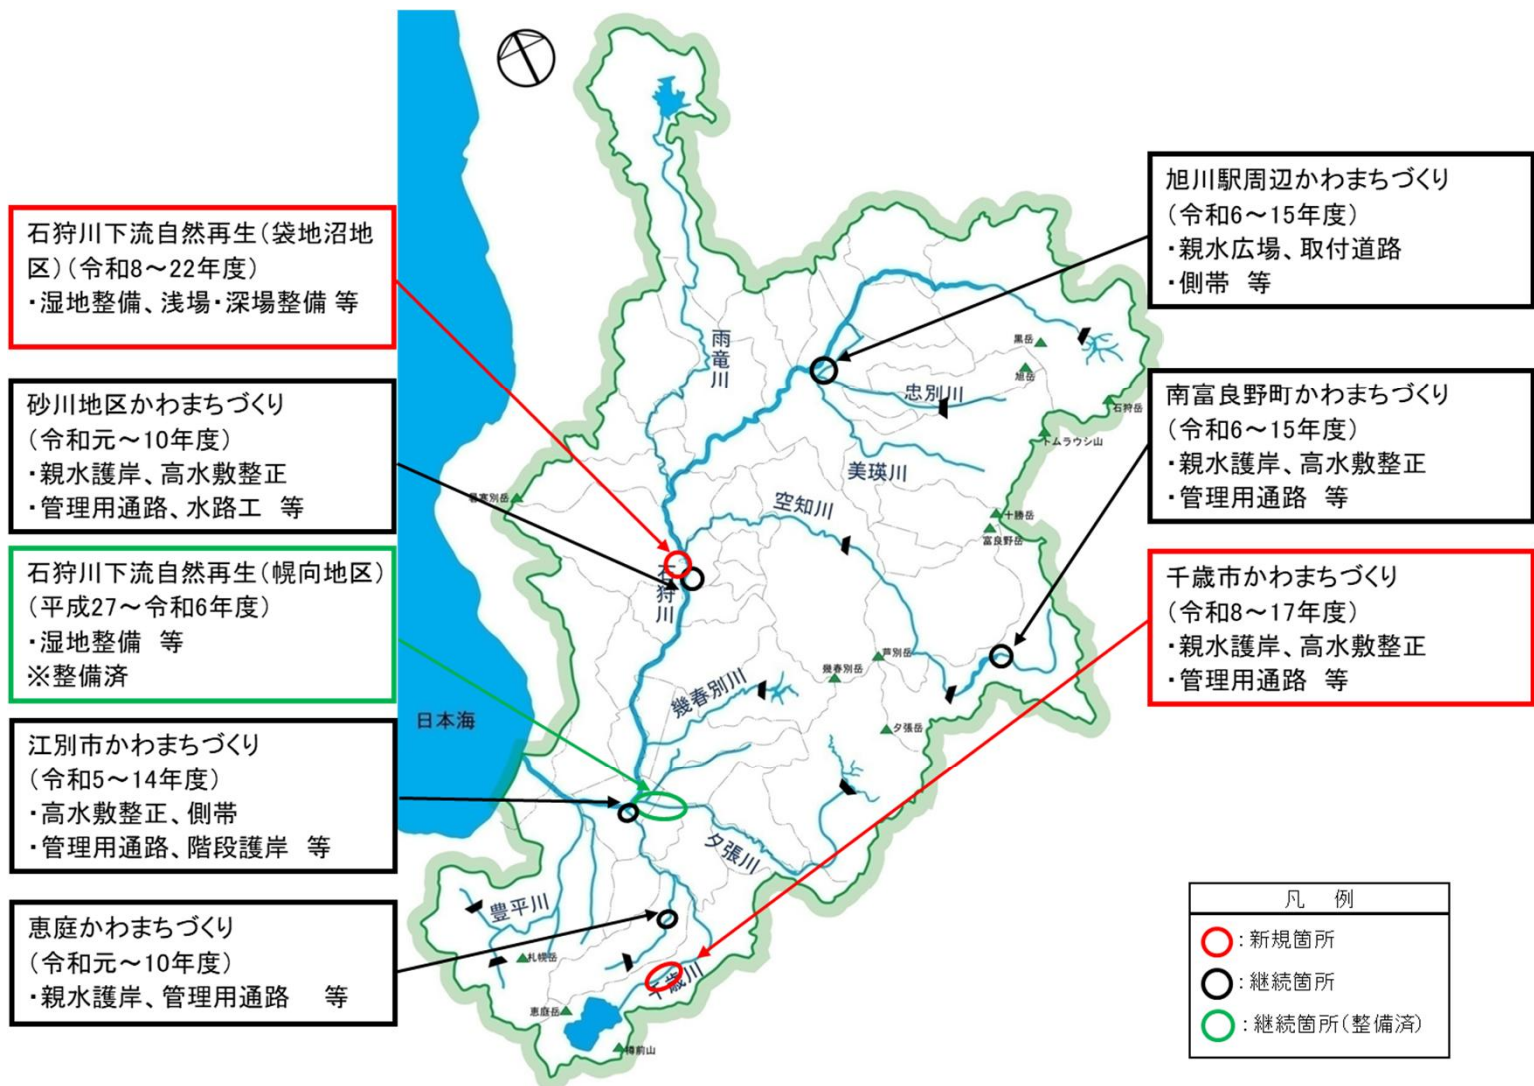 石狩川下流自然再生(袋地沼地
区)(令和8～22年度)
・湿地整備、浅場・深場整備 等
砂川地区かわまちづくり
(令和元～10年度)
・親水護岸、高水敷整正
・管理用通路、水路工　等
石狩川下流自然再生(幌向地区)
(平成27～令和6年度)
・湿地整備　等
※整備済
江別市かわまちづくり
(令和5～14年度)
・高水敷整正、側帯
・管理用通路、階段護岸　等
恵庭かわまちづくり
(令和元～10年度)
・親水護岸、管理用通路　等
旭川駅周辺かわまちづくり
(令和6～15年度)
・親水広場、取付道路
・側帯　等
南富良野町かわまちづくり
(令和6～15年度)
・親水護岸、高水敷整正
・管理用通路　等
千歳市かわまちづくり
(令和8～17年度)
・親水護岸、高水敷整正
・管理用通路　等
日本海
雨竜川
忠別川
美瑛川
空知川
石狩川
幾春別川
夕張川
豊平川
千歳川
黒岳
旭岳
石狩岳
トムラウシ山
十勝岳
富良野岳
暑寒別岳
芦別岳
幾春別岳
夕張岳
札幌岳
恵庭岳
樽前山
凡　例
：新規箇所
：継続箇所
：継続箇所(整備済)